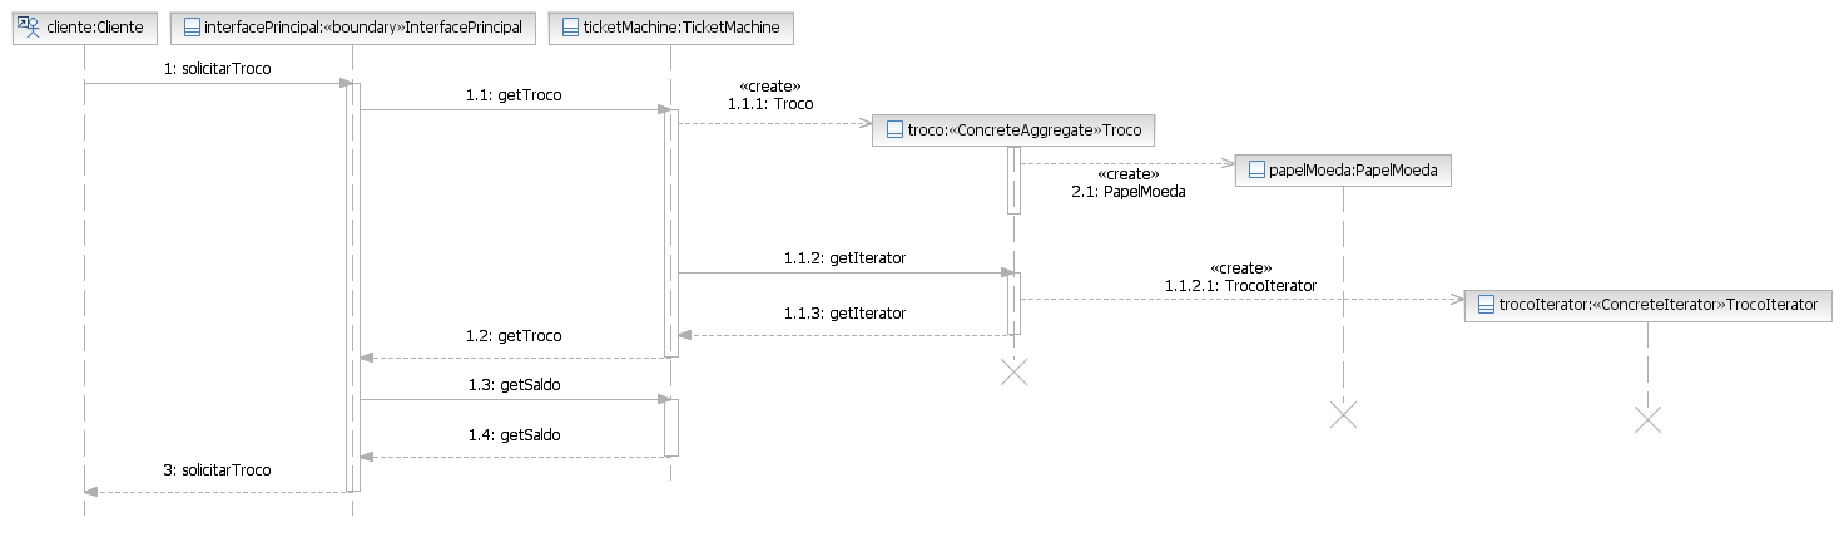 cliente:Cliente
interfacePrincipal:«boundary»InterfacePrincipal
ticketMachine:TicketMachine
1: solicitarTroco
1.1: getTroco
«create»
1.1.1: Troco
troco:«ConcreteAggregate»Troco
«create»
2.1: PapelMoeda
papelMoeda:PapelMoeda
1.1.2: getIterator
«create»
1.1.2.1: TrocoIterator
trocoIterator:«ConcreteIterator»TrocoIterator
1.1.3: getIterator
1.2: getTroco
1.3: getSaldo
1.4: getSaldo
3: solicitarTroco